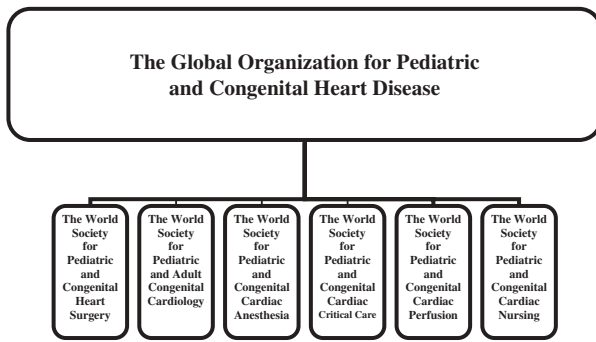 The Global Organization for Pediatric
and Congenital Heart Disease
The World
Society
for
Pediatric
and
Congenital
Heart
Surgery
The World
Society
for
Pediatric
and Adult
Congenital
Cardiology
The World
Society
for
Pediatric
and
Congenital
Cardiac
Anesthesia
The World
Society
for
Pediatric
and
Congenital
Cardiac
Critical Care
The World
Society
for
Pediatric
and
Congenital
Cardiac
Perfusion
The World
Society
for
Pediatric
and
Congenital
Cardiac
Nursing